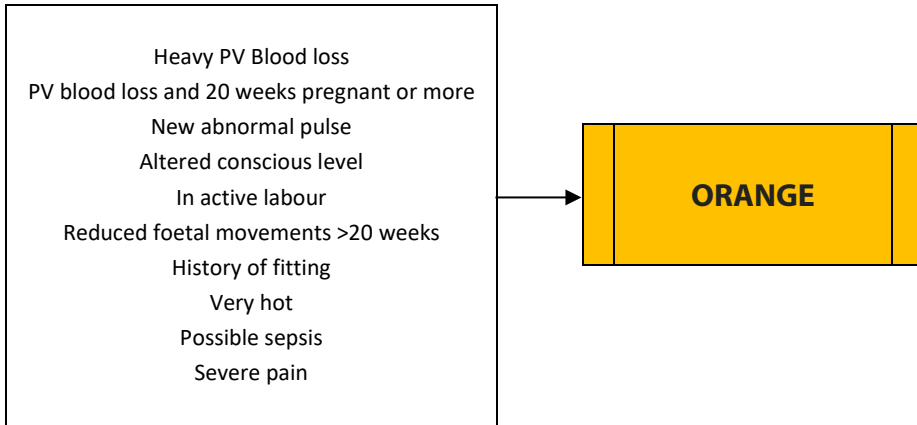 Heavy PV Blood loss
PV blood loss and 20 weeks pregnant or more
New abnormal pulse
Altered conscious level
In active labour
Reduced foetal movements >20 weeks
History of fitting
Very hot
Possible sepsis
Severe pain
ORANGE